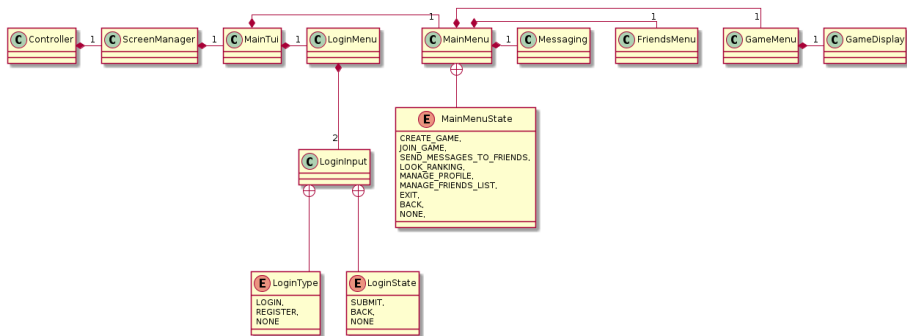 1
1
C Controller
1
C ScreenManager
1
C MainTui
1
C LoginMenu
C MainMenu
1
C Messaging
C FriendsMenu
C GameMenu
1
C GameDisplay
1
E MainMenuState
CREATE_GAME,
JOIN_GAME,
SEND_MESSAGES_TO_FRIENDS,
LOOK_RANKING,
MANAGE_PROFILE,
MANAGE_FRIENDS_LIST,
EXIT,
BACK,
NONE,
2
C LoginInput
E LoginType
LOGIN,
REGISTER,
NONE
E LoginState
SUBMIT,
BACK,
NONE